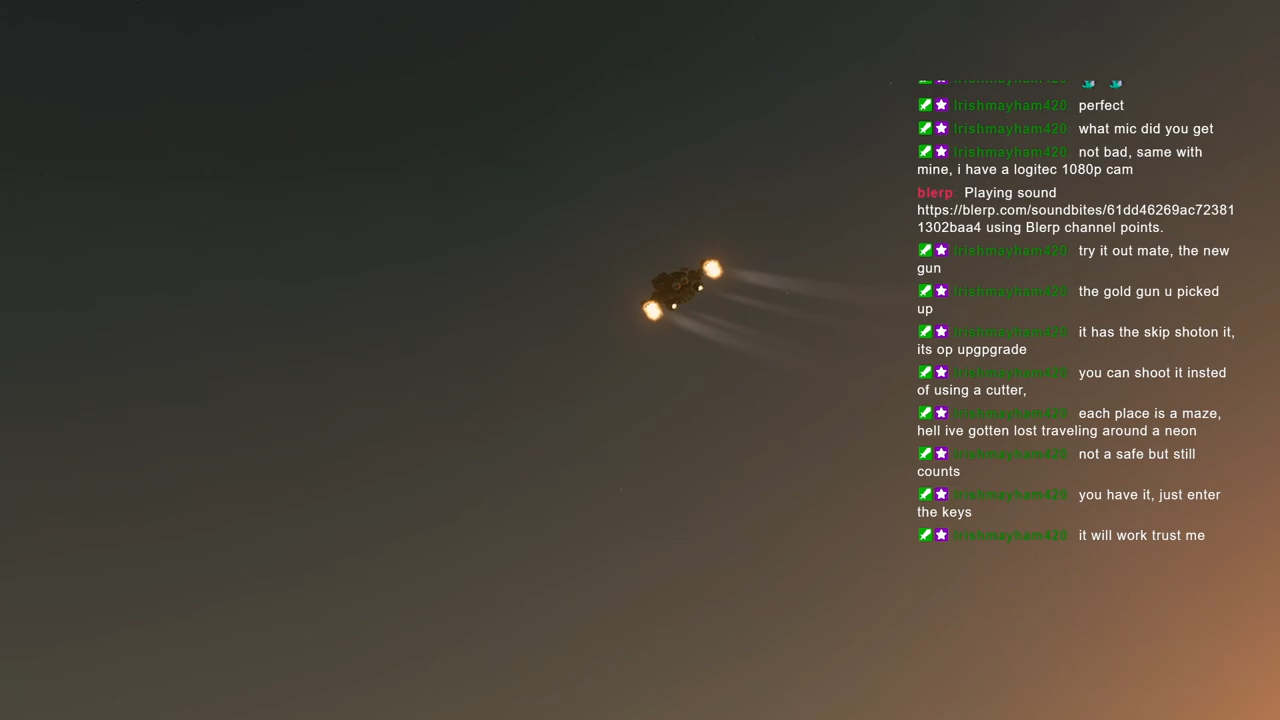 Irishmayham420:
Irishmayham420: perfect
Irishmayham420: what mic did you get
Irishmayham420: not bad, same with
mine, i have a logitec 1080p cam
blerp: Playing sound
https://blerp.com/soundbites/61dd46269ac72381
1302baa4 using Blerp channel points.
Irishmayham420: try it out mate, the new
gun
Irishmayham420: the gold gun u picked
up
Irishmayham420: it has the skip shoton it,
its op upgpgrade
Irishmayham420: you can shoot it insted
of using a cutter,
Irishmayham420: each place is a maze,
hell ive gotten lost traveling around a neon
Irishmayham420: not a safe but still
counts
Irishmayham420: you have it, just enter
the keys
Irishmayham420: it will work trust me